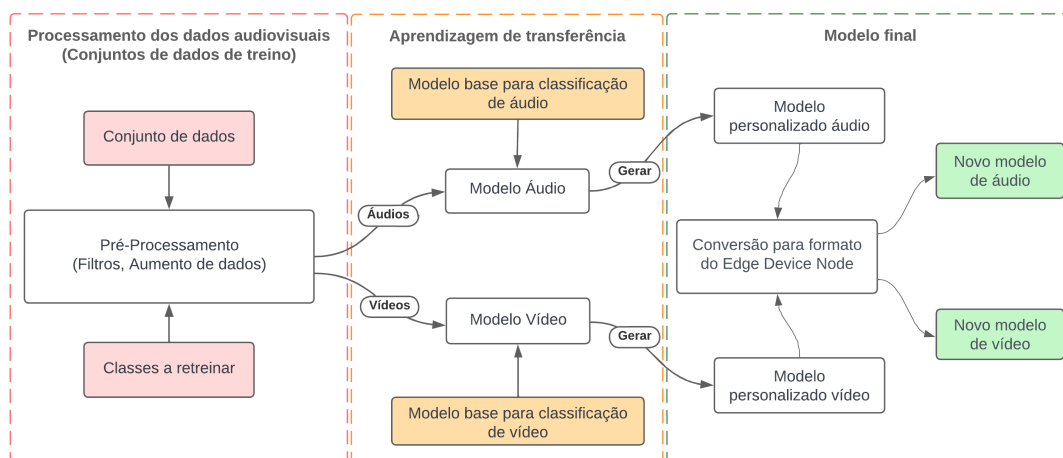 Processamento dos dados audiovisuais
(Conjuntos de dados de treino)
Conjunto de dados
Pré-Processamento
(Filtros, Aumento de dados)
Classes a retreinar
Aprendizagem de transferência
Modelo base para classificação
de áudio
Áudios
Modelo Áudio
Gerar
Vídeos
Modelo Vídeo
Gerar
Modelo base para classificação
de vídeo
Modelo final
Modelo
personalizado áudio
Conversão para formato
do Edge Device Node
Modelo
personalizado vídeo
Novo modelo
de áudio
Novo modelo
de vídeo